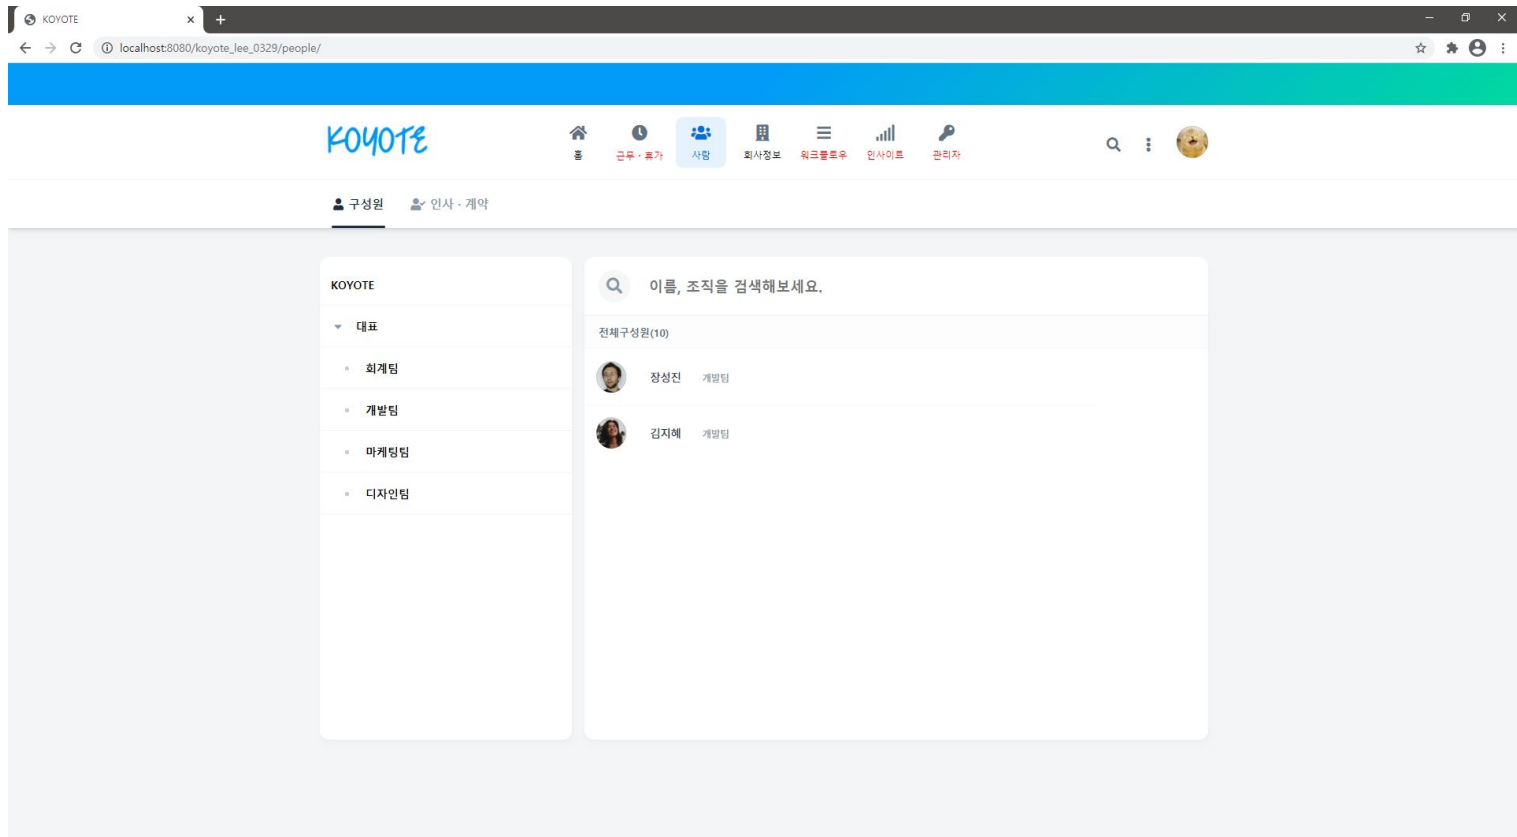 KOYOTE
localhost:8080/koyote_lee_0329/people/
KOYOTE
홈 근무 · 휴가 사람 회사정보 워크플로우 인사이트 관리자
구성원 인사 · 계약
KOYOTE
대표
회계팀
개발팀
마케팅팀
디자인팀
이름, 조직을 검색해보세요.
전체구성원(10)
장성진 개발팀
김지혜 개발팀